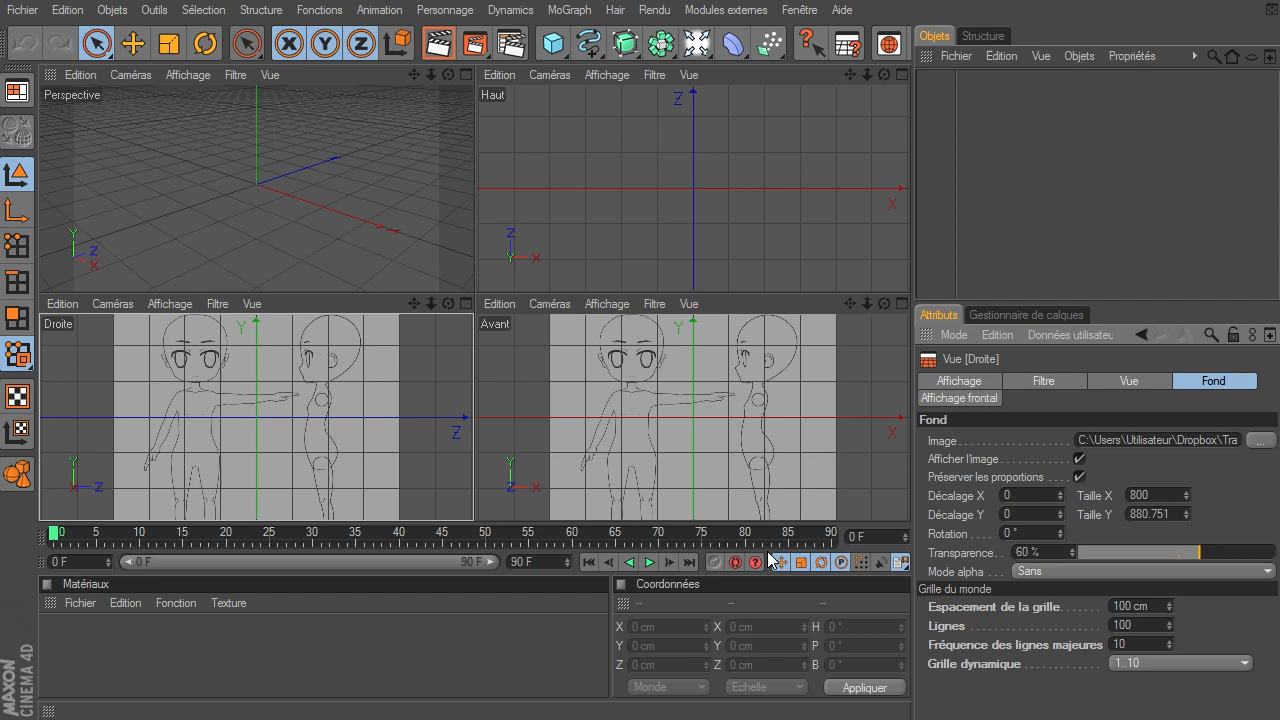 Fichier Edition Objets Outils Sélection Structure Fonctions Animation Personnage Dynamics MoGraph Hair Rendu Modules externes Fenêtre Aide
Objets Structure
Fichier Edition Vue Objets Propriétés
Edition Caméras Affichage Filtre Vue
Perspective
Y
Z
X
Edition Caméras Affichage Filtre Vue
Haut
Z
X
Z
Y X
Edition Caméras Affichage Filtre Vue
Droite
Y
Z
Y
X Z
Edition Caméras Affichage Filtre Vue
Avant
Y
X
Y
Z X
Attributs Gestionnaire de calques
Mode Edition Données utilisateu
Vue [Droite]
Affichage Filtre Vue Fond
Affichage frontal
Fond
Image C:\Users\Utilisateur\Dropbox\Tra ...
Afficher l'image
Préserver les proportions
Décalage X 0 Taille X 800
Décalage Y 0 Taille Y 880.751
Rotation 0 °
Transparence 60 %
Mode alpha Sans
Grille du monde
Espacement de la grille 100 cm
Lignes 100
Fréquence des lignes majeures 10
Grille dynamique 1..10
0 5 10 15 20 25 30 35 40 45 50 55 60 65 70 75 80 85 90 0 F
0 F 0 F 90 F 90 F
Matériaux
Fichier Edition Fonction Texture
Coordonnées
-- -- --
X 0 cm X 0 cm H 0 °
Y 0 cm Y 0 cm P 0 °
Z 0 cm Z 0 cm B 0 °
Monde Echelle Appliquer
MAXON
CINEMA 4D